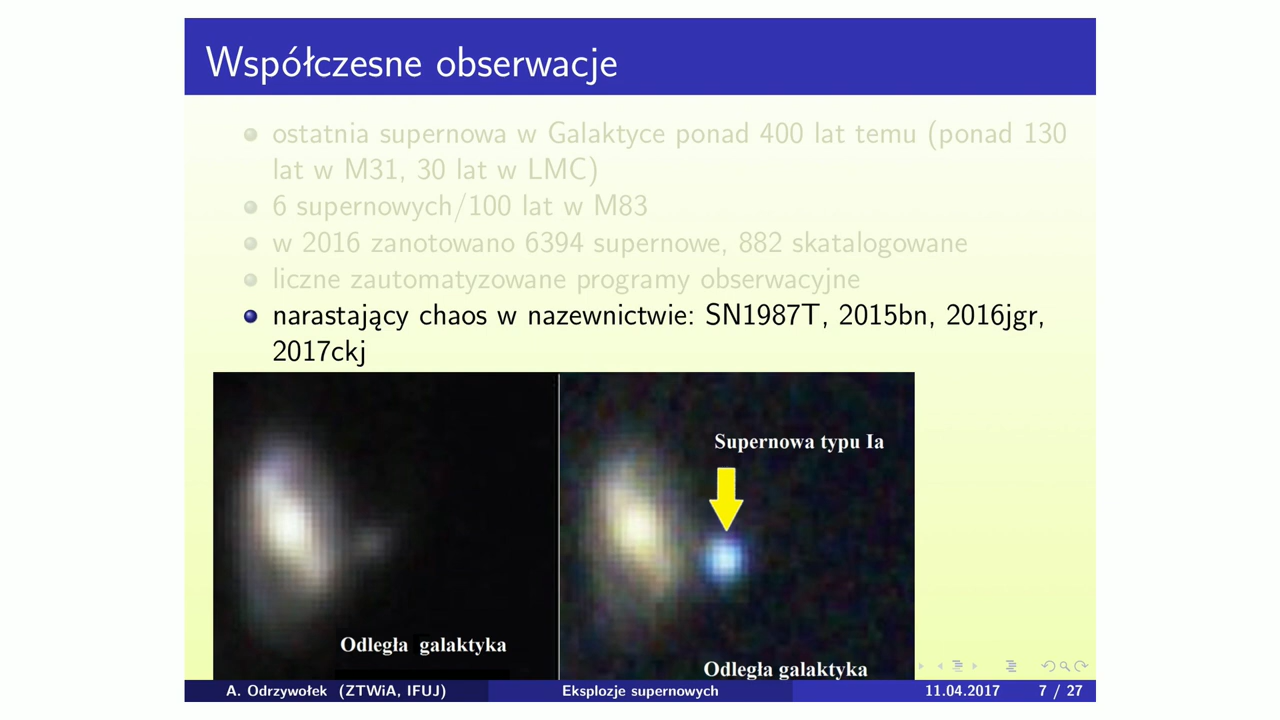 Współczesne obserwacje
ostatnia supernowa w Galaktyce ponad 400 lat temu (ponad 130
lat w M31, 30 lat w LMC)
6 supernowych/100 lat w M83
w 2016 zanotowano 6394 supernowe, 882 skatalogowane
liczne zautomatyzowane programy obserwacyjne
narastający chaos w nazewnictwie: SN1987T, 2015bn, 2016jgr,
2017ckj
Supernowa typu Ia
Odległa galaktyka
Odległa galaktyka
A. Odrzywołek (ZTWiA, IFUJ) Eksplozje supernowych 11.04.2017 7 / 27